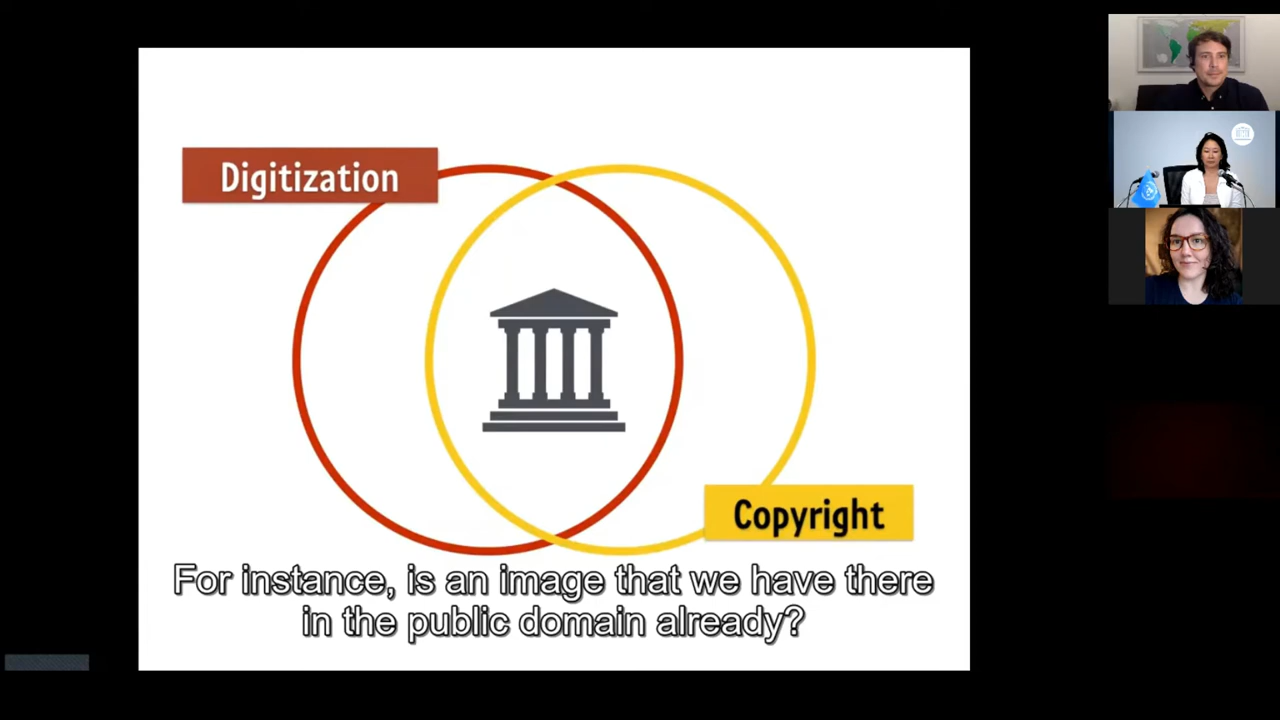 Digitization
Copyright
For instance, is an image that we have there
in the public domain already?